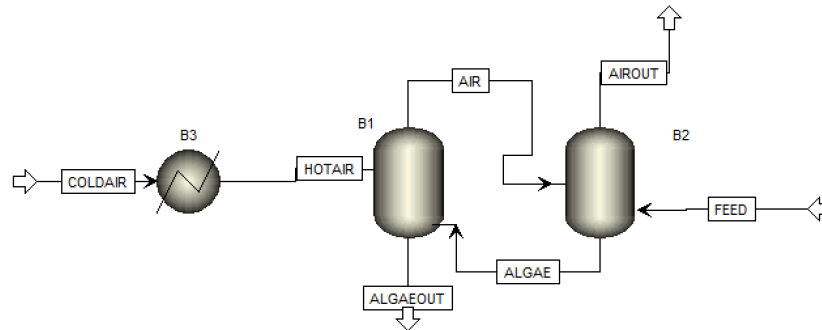 AIR
AIROUT
B3
B1
B2
COLDAIR
HOTAIR
FEED
ALGAE
ALGAEOUT